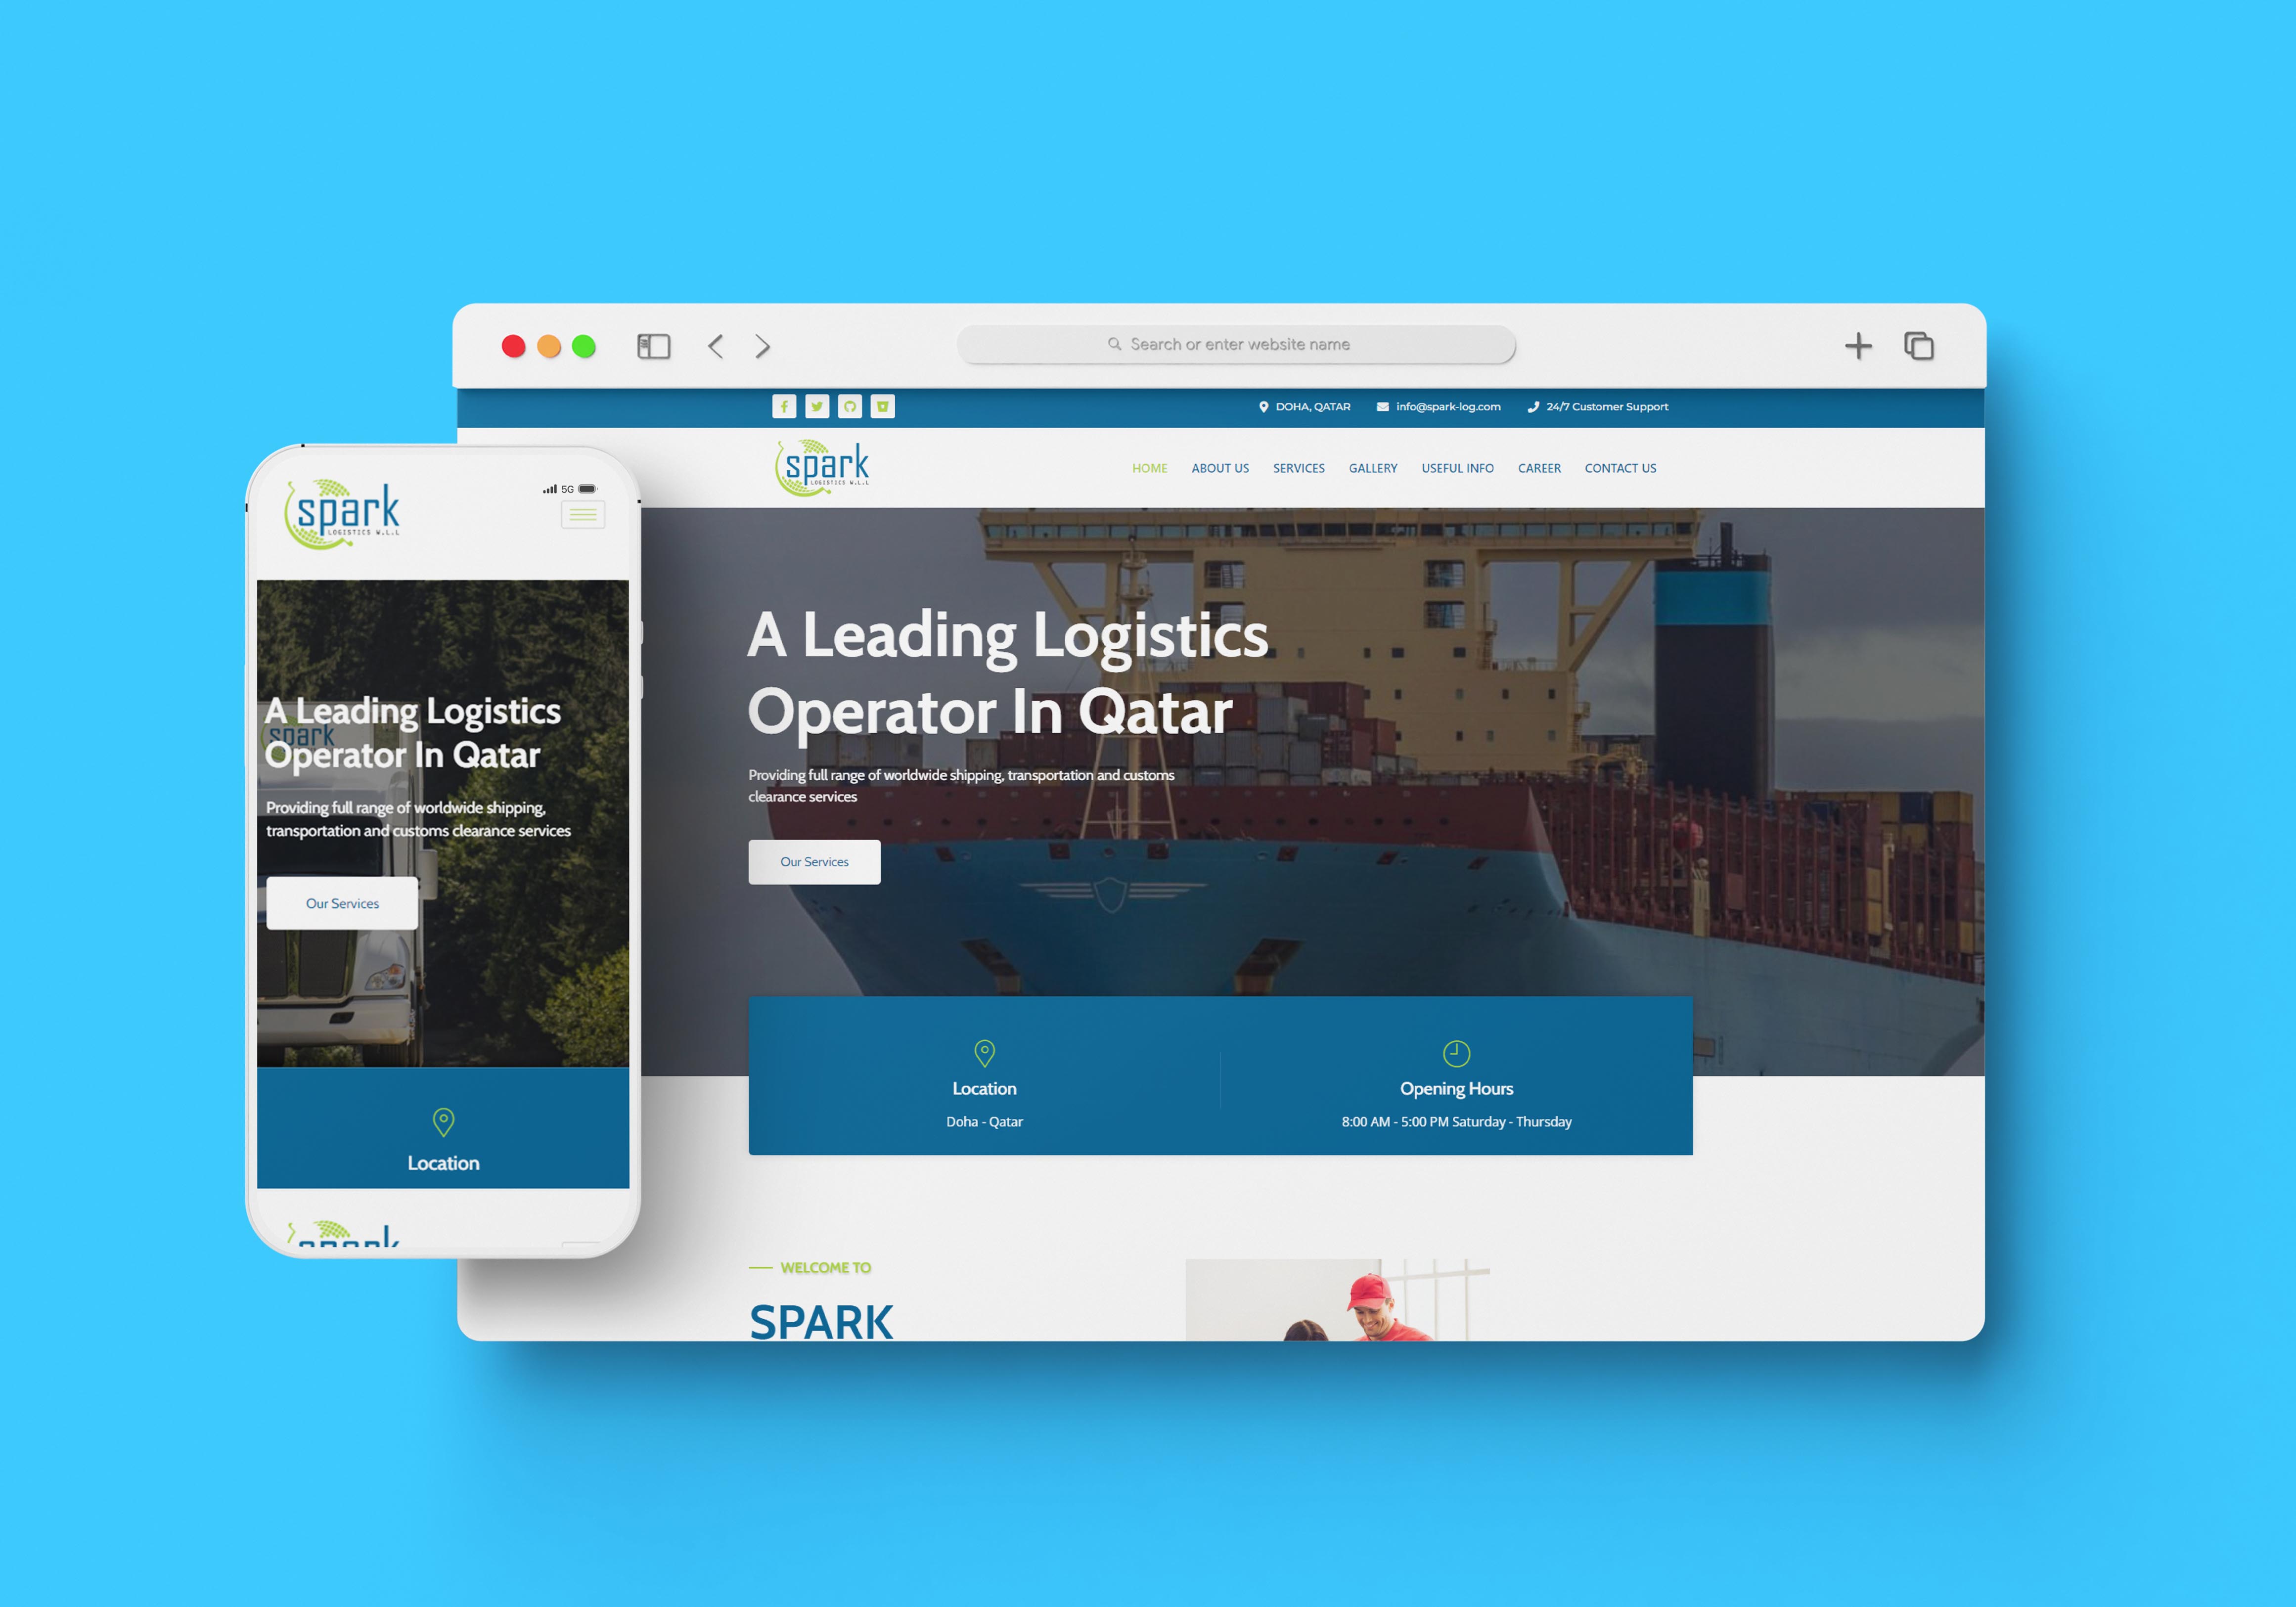 Search or enter website name
DOHA, QATAR
info@spark-log.com
24/7 Customer Support
spark
LOGISTICS W.L.L
HOME
ABOUT US
SERVICES
GALLERY
USEFUL INFO
CAREER
CONTACT US
A Leading Logistics
Operator In Qatar
Providing full range of worldwide shipping, transportation and customs
clearance services
Our Services
Location
Doha - Qatar
Opening Hours
8:00 AM - 5:00 PM Saturday - Thursday
WELCOME TO
SPARK
spark
LOGISTICS W.L.L
5G
spark
A Leading Logistics
Operator In Qatar
Providing full range of worldwide shipping,
transportation and customs clearance services
Our Services
Location
spark